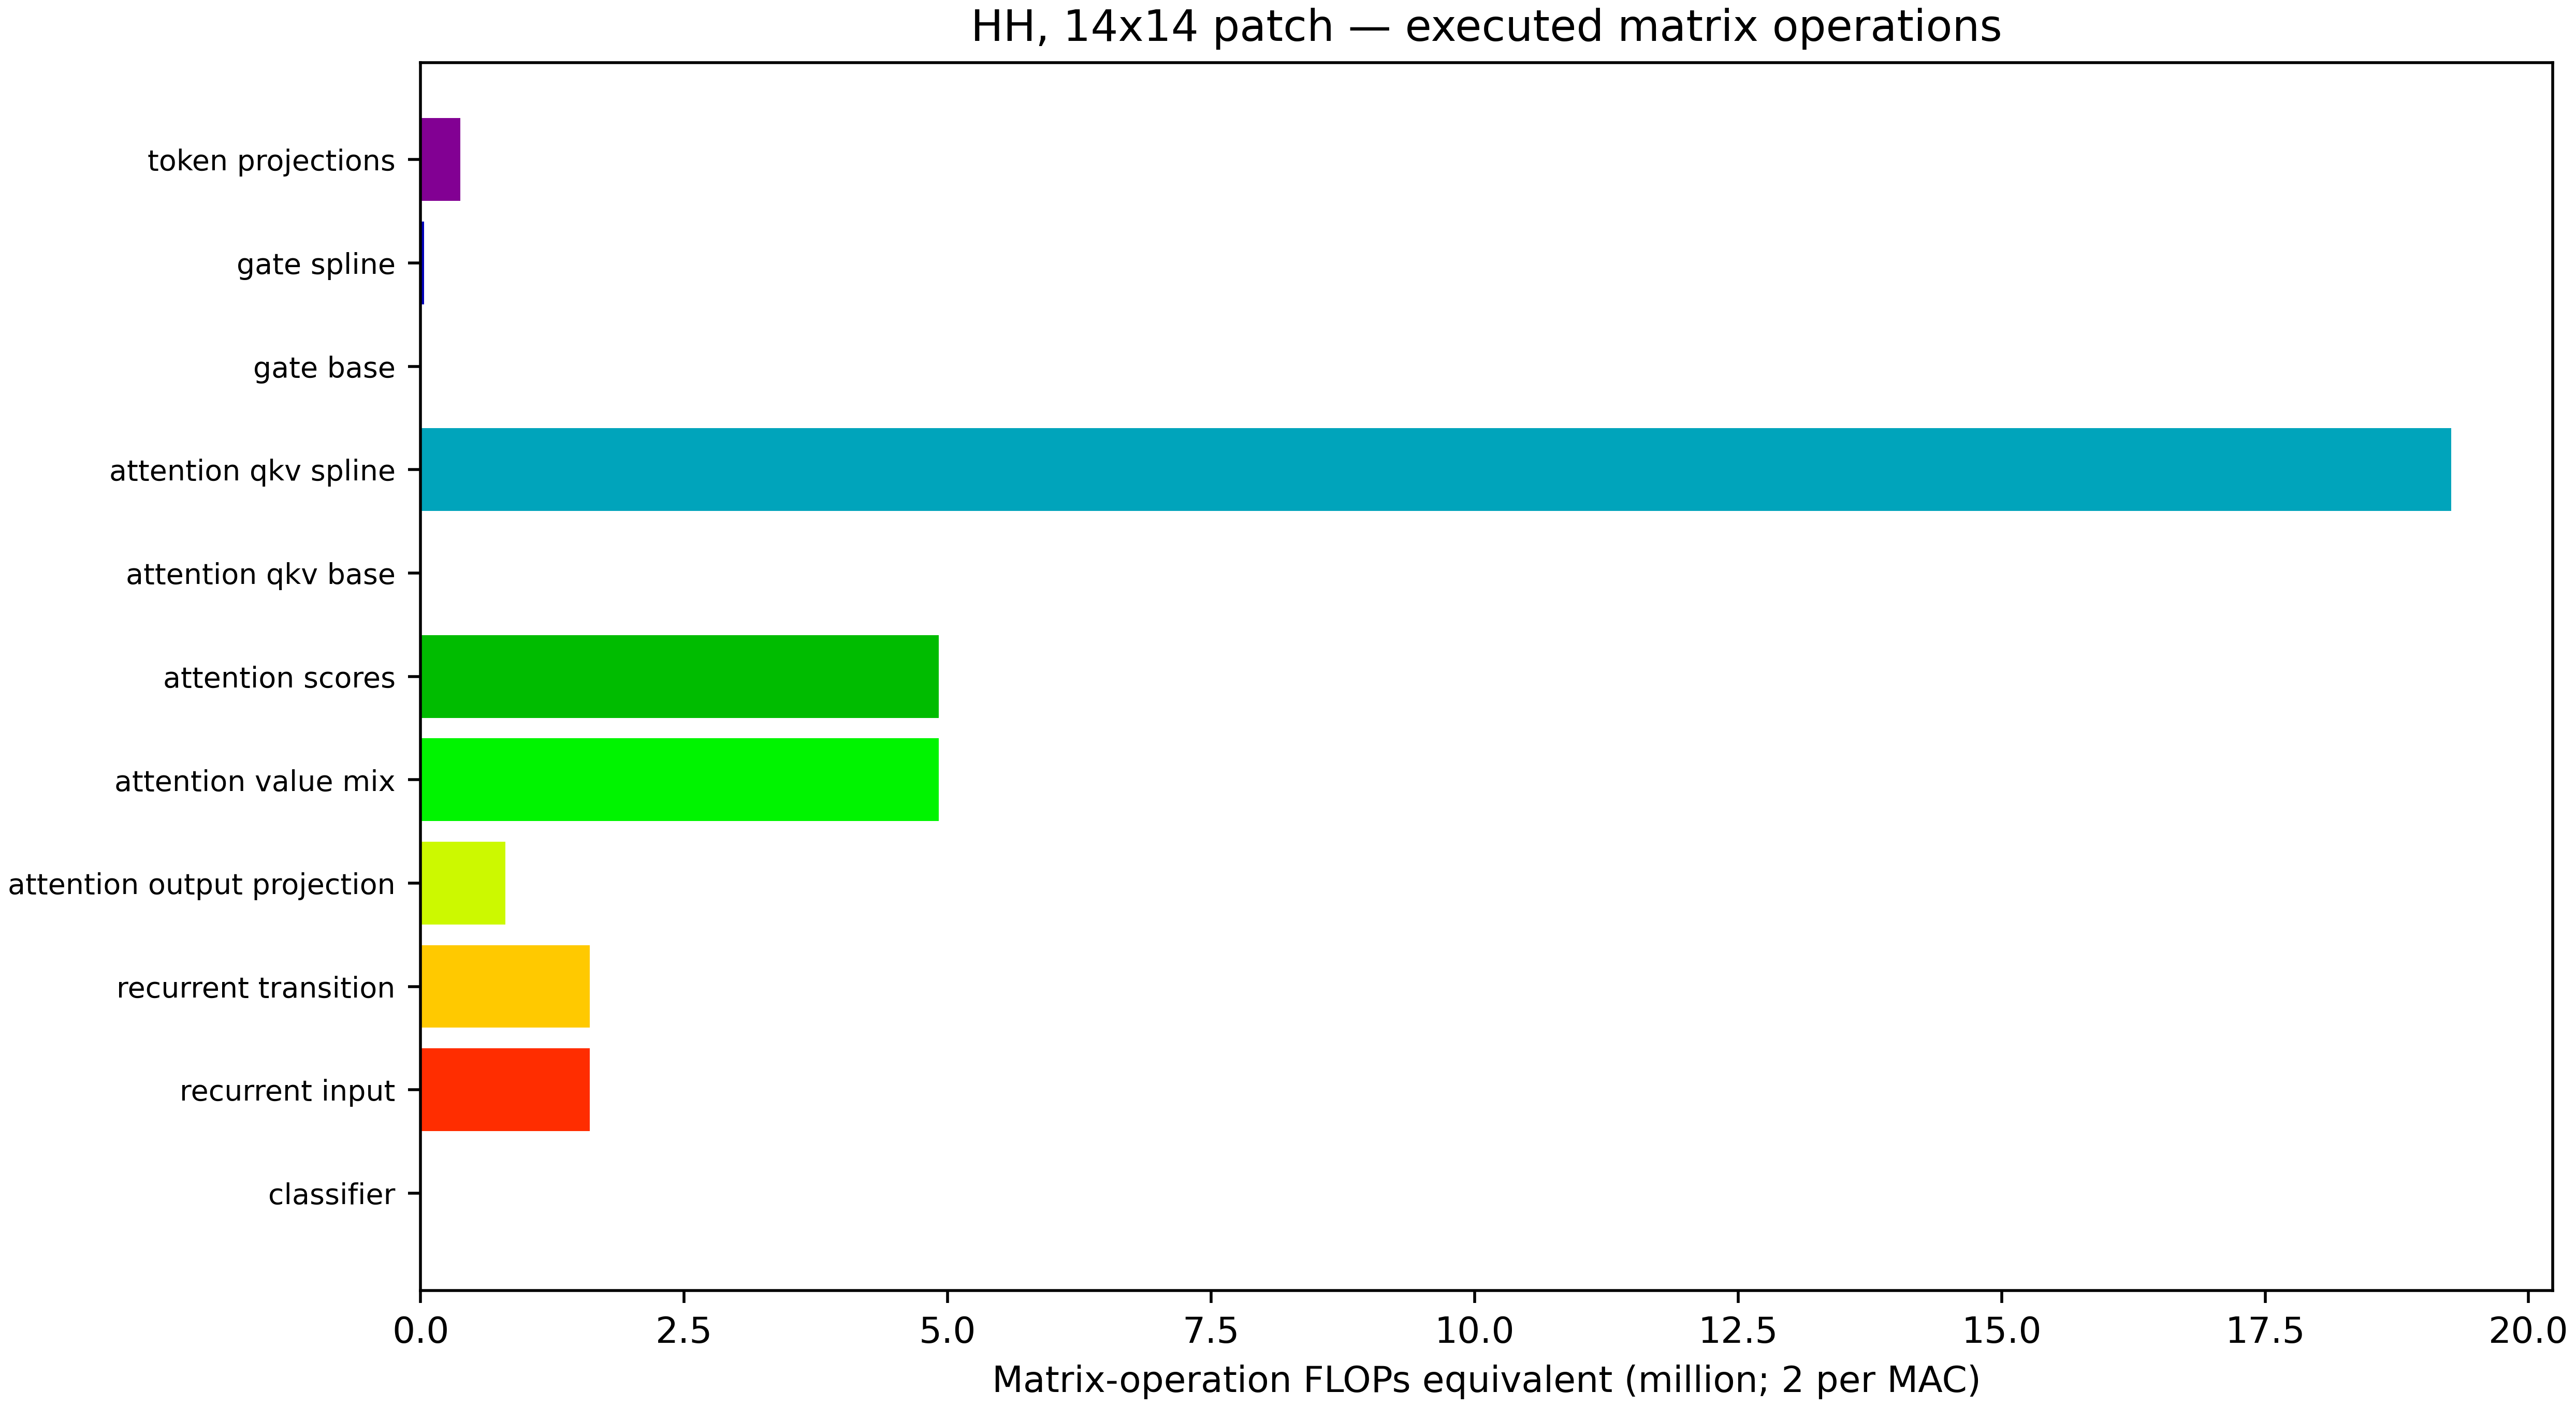 HH, 14x14 patch — executed matrix operations
token projections
gate spline
gate base
attention qkv spline
attention qkv base
attention scores
attention value mix
attention output projection
recurrent transition
recurrent input
classifier
0.0 2.5 5.0 7.5 10.0 12.5 15.0 17.5 20.0
Matrix-operation FLOPs equivalent (million; 2 per MAC)